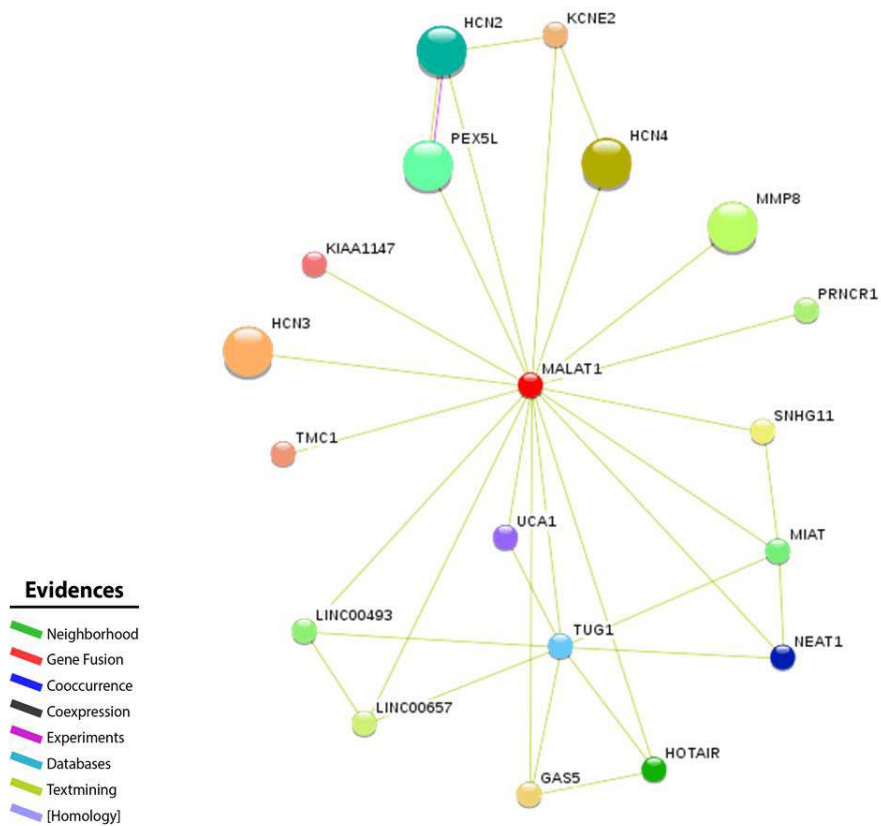 HCN2
KCNE2
PEX5L
HCN4
MMP8
KIAA1147
PRNCR1
HCN3
MALAT1
SNHG11
TMC1
UCA1
MIAT
LINC00493
TUG1
NEAT1
LINC00657
HOTAIR
GAS5
Evidences
Neighborhood
Gene Fusion
Cooccurrence
Coexpression
Experiments
Databases
Textmining
[Homology]